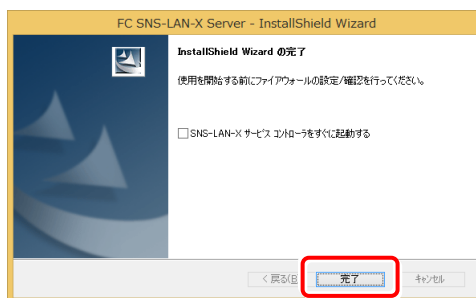 FC SNS-LAN-X Server - InstallShield Wizard
InstallShield Wizard の完了
使用を開始する前にファイアウォールの設定/確認を行ってください。
SNS-LAN-X サービス コントローラをすぐに起動する
< 戻る(B
完了
キャンセル